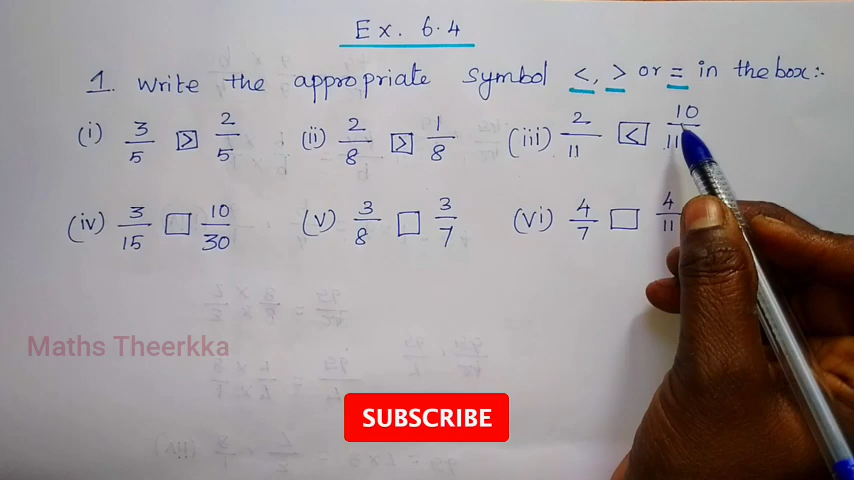 Ex. 6.4
1. Write the appropriate symbol <, > or = in the box:-
(i) 3/5 [>] 2/5 (ii) 2/8 [>] 1/8 (iii) 2/11 [<] 10/11
(iv) 3/15 □ 10/30 (v) 3/8 □ 3/7 (vi) 4/7 □ 4/11
Maths Theerkka
SUBSCRIBE